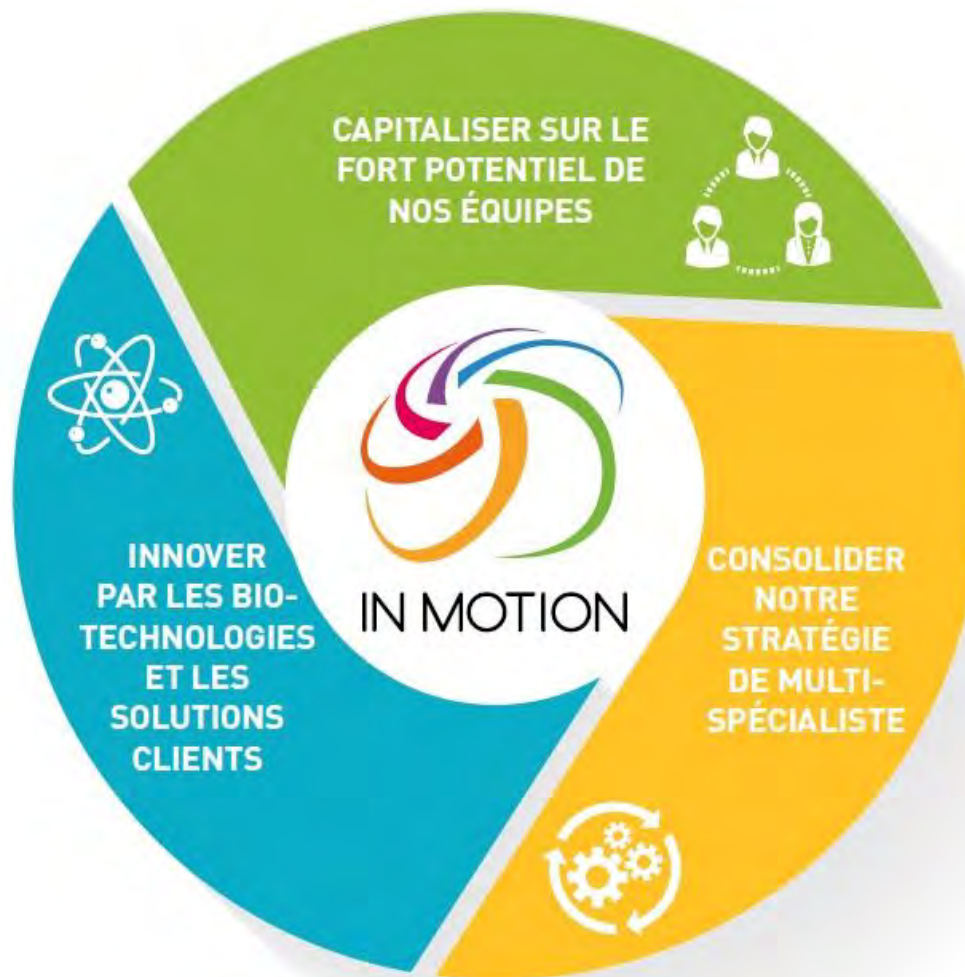 CAPITALISER SUR LE
FORT POTENTIEL DE
NOS ÉQUIPES
INNOVER
PAR LES BIO-
TECHNOLOGIES
ET LES
SOLUTIONS
CLIENTS
IN MOTION
CONSOLIDER
NOTRE
STRATÉGIE
DE MULTI-
SPÉCIALISTE